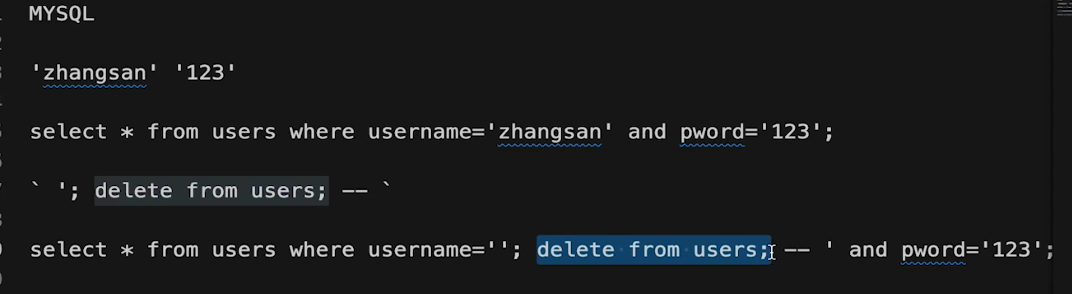 MYSQL
'zhangsan' '123'
select * from users where username='zhangsan' and pword='123';
` '; delete from users; -- `
select * from users where username=''; delete from users; -- ' and pword='123';